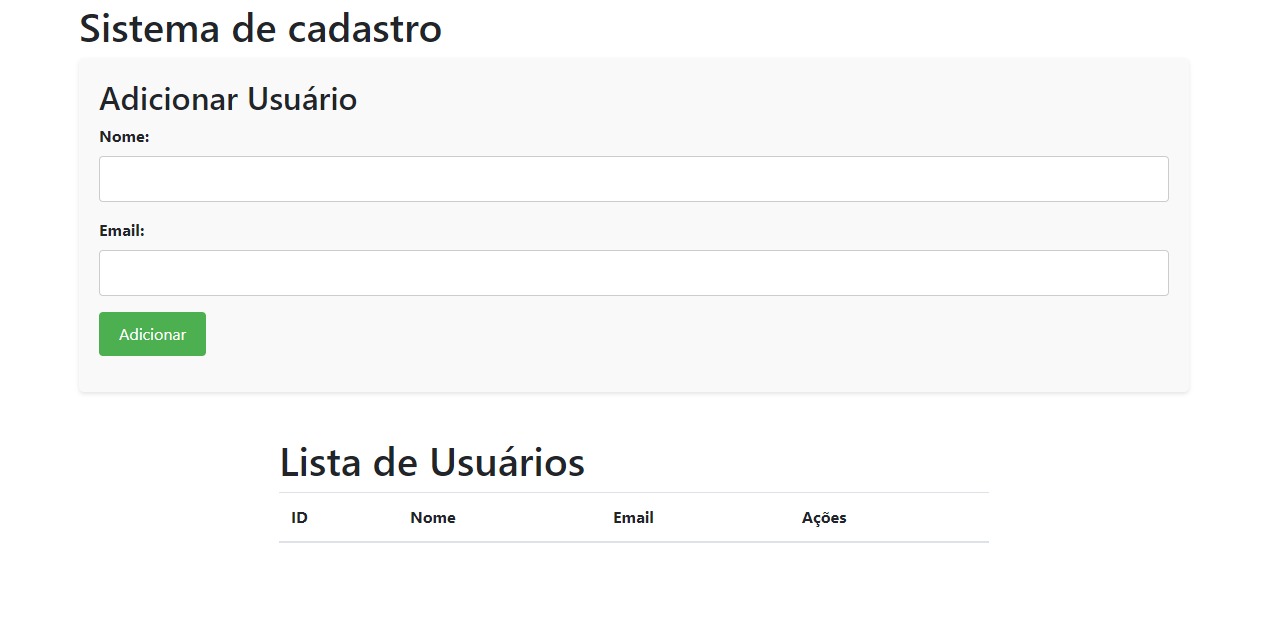 Sistema de cadastro
Adicionar Usuário
Nome:
Email:
Adicionar
Lista de Usuários
ID Nome Email Ações